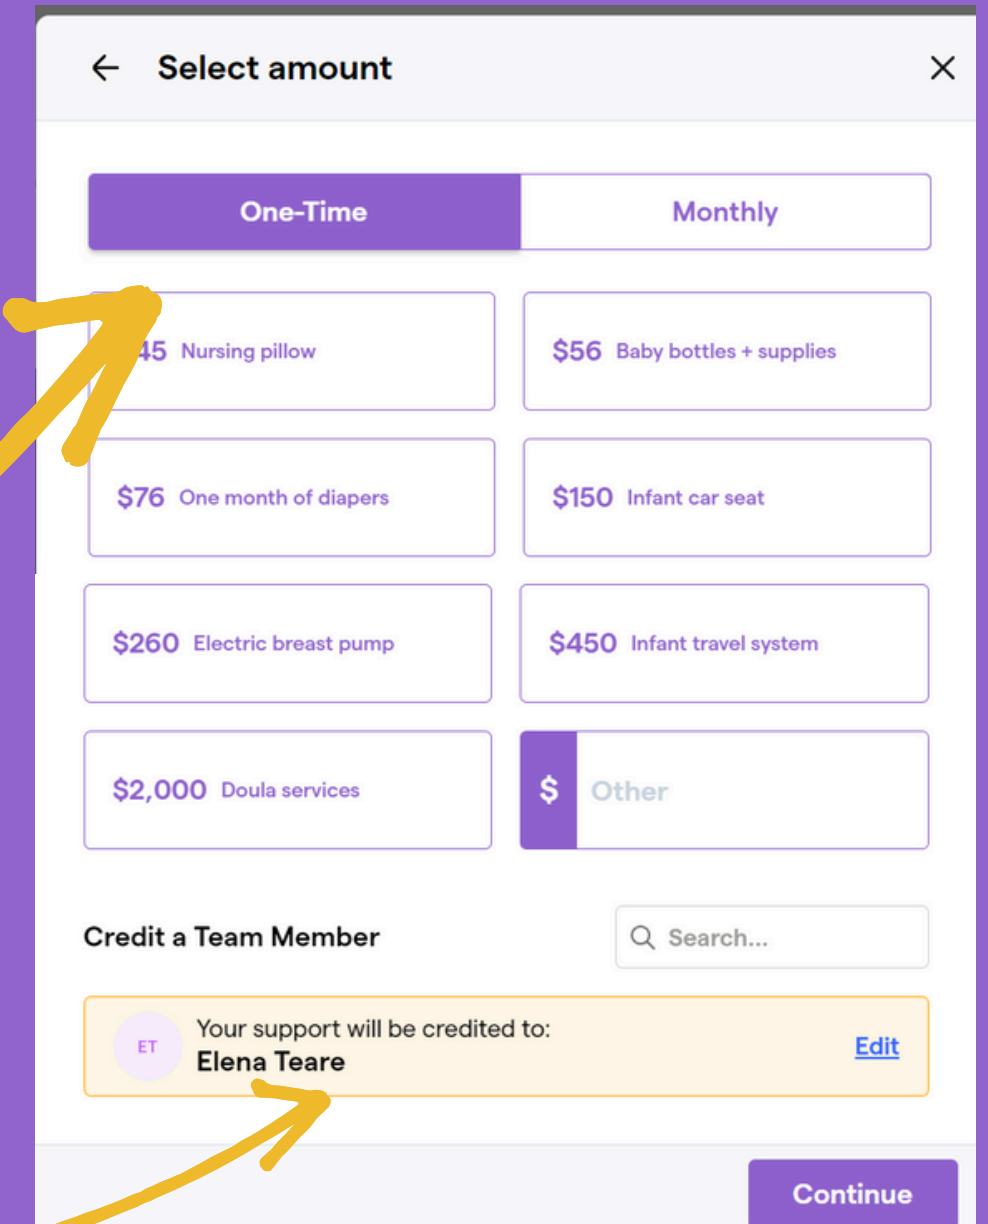 Select amount
One-Time
Monthly
45 Nursing pillow
$56 Baby bottles + supplies
$76 One month of diapers
$150 Infant car seat
$260 Electric breast pump
$450 Infant travel system
$2,000 Doula services
$ Other
Credit a Team Member
Search...
ET
Your support will be credited to:
Elena Teare
Edit
Continue